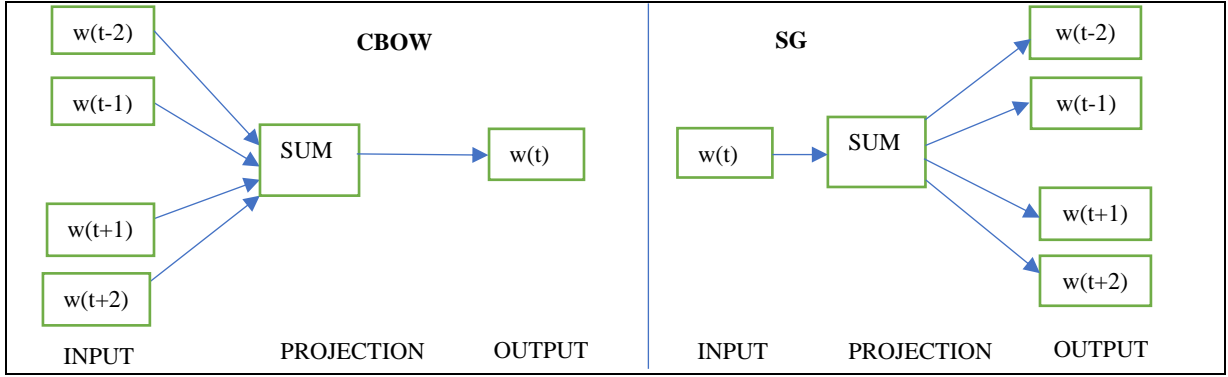 CBOW
w(t-2)
w(t-1)
w(t+1)
w(t+2)
SUM
w(t)
INPUT
PROJECTION
OUTPUT
SG
w(t)
SUM
w(t-2)
w(t-1)
w(t+1)
w(t+2)
INPUT
PROJECTION
OUTPUT